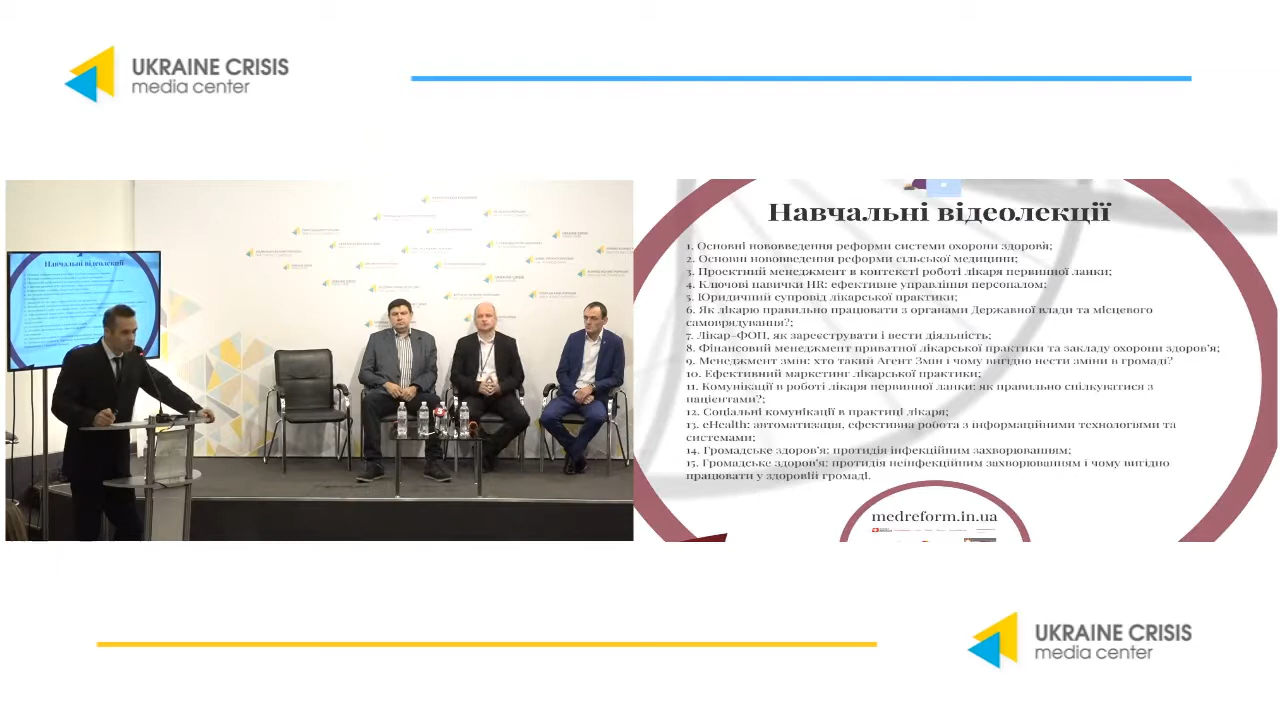 UKRAINE CRISIS
media center
Навчальні відеолекції
Навчальні відеолекції
1. Основні нововведення реформи системи охорони здоров'я;
2. Основні нововведення реформи сільської медицини;
3. Проектний менеджмент в контексті роботі лікаря первинної ланки;
4. Ключові навички HR: ефективне управління персоналом;
5. Юридичний супровід лікарської практики;
6. Як лікарю правильно працювати з органами Державної влади та місцевого
самоврядування?;
7. Лікар-ФОП, як зареєструвати і вести діяльність;
8. Фінансовий менеджмент приватної лікарської практики та закладу охорони здоров'я;
9. Менеджмент змін: хто такий Агент Змін і чому вигідно нести зміни в громаді?
10. Ефективний маркетинг лікарської практики;
11. Комунікації в роботі лікаря первинної ланки: як правильно спілкуватися з
пацієнтами?;
12. Соціальні комунікації в практиці лікаря;
13. eHealth: автоматизація, ефективна робота з інформаційними технологіями та
системами;
14. Громадське здоров'я: протидія інфекційним захворюванням;
15. Громадське здоров'я: протидія неінфекційним захворюванням і чому вигідно
працювати у здоровій громаді.
medreform.in.ua
UKRAINE CRISIS
media center